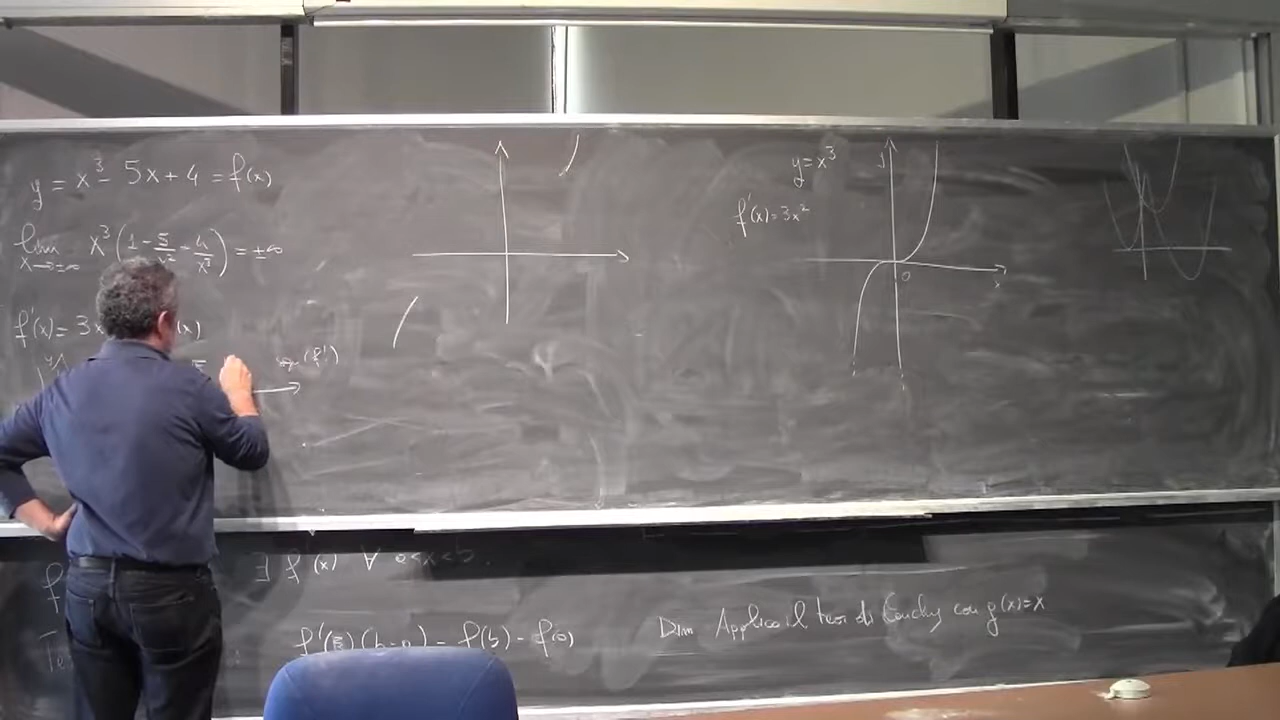 y = x³ - 5x + 4 = f(x)
lim x→±∞ x³(1 - 5/x² - 4/x³) = ±∞
f'(x) = 3x (x)
(f')
y = x³
y
f'(x) = 3x²
0
x
∃ f'(x) ∀ a<x<b.
f'(ξ)(b-a) = f(b) - f(a)
Dim Applico il teor di Cauchy con g(x)=x